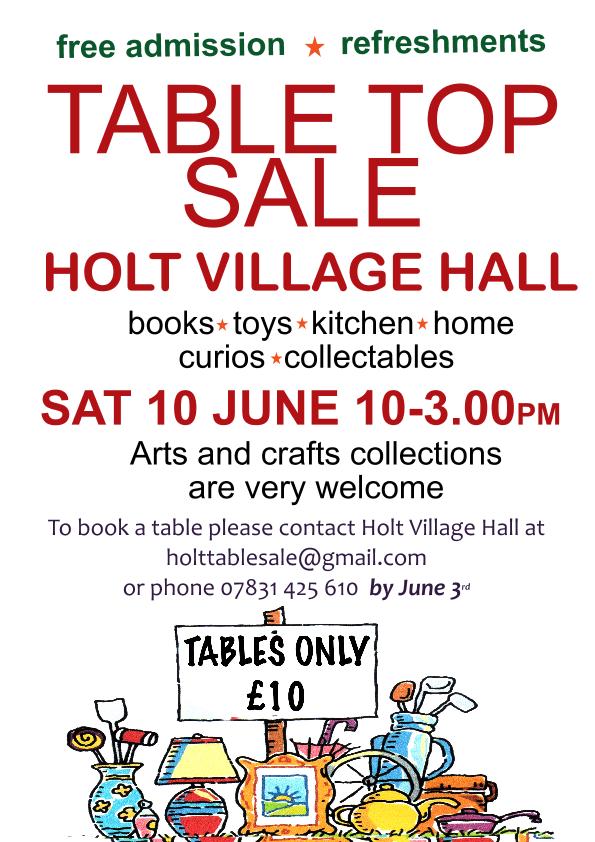 free admission ★ refreshments
TABLE TOP
SALE
HOLT VILLAGE HALL
books★toys★kitchen★home
curios★collectables
SAT 10 JUNE 10-3.00PM
Arts and crafts collections
are very welcome
To book a table please contact Holt Village Hall at
holttablesale@gmail.com
or phone 07831 425 610 by June 3rd
TABLES ONLY
£10